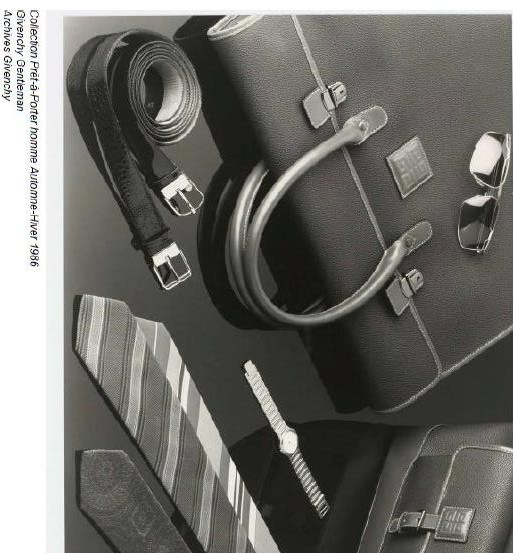 Collection Prêt-à-Porter homme Automne-Hiver 1986
Givenchy Gentleman
Archives Givenchy